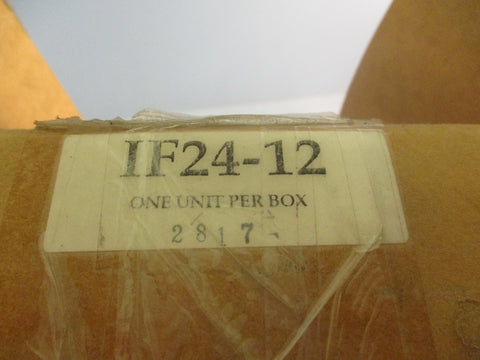 IF24-12
ONE UNIT PER BOX
2817